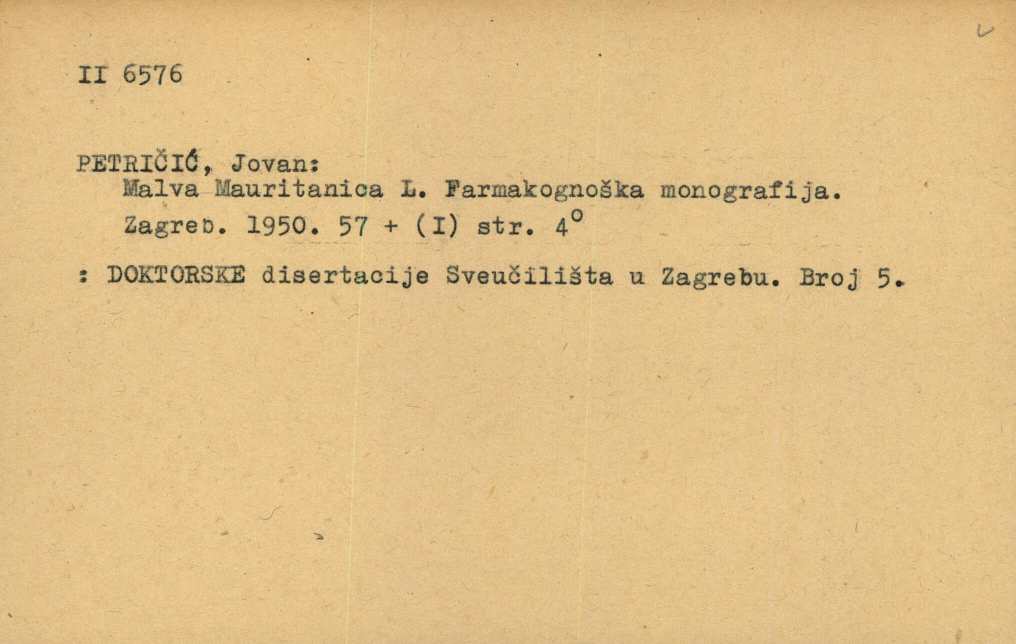 II 6576
PETRIČIĆ, Jovan:
Malva Mauritanica L. Farmakognoška monografija.
Zagreb. 1950. 57 + (I) str. 4°
: DOKTORSKE disertacije Sveučilišta u Zagrebu. Broj 5.